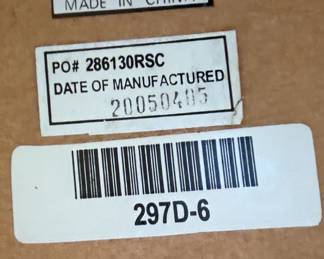 MADE IN CHINA
PO# 286130RSC
DATE OF MANUFACTURED
20050405
297D-6